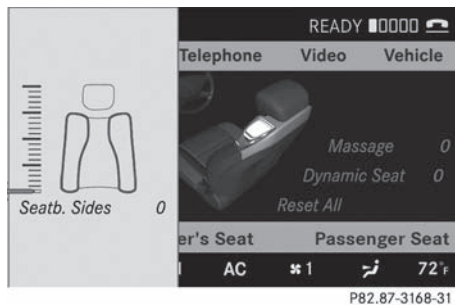 READY
Telephone Video Vehicle
Massage 0
Dynamic Seat 0
Seatb. Sides 0
Reset All
er's Seat Passenger Seat
AC 1 72°F
P82.87-3168-31